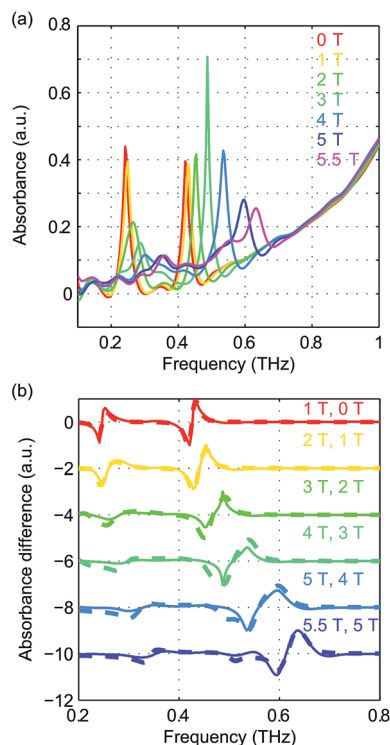 (a)
0.8
0.6
0.4
0.2
0
Absorbance (a.u.)
0 T
1 T
2 T
3 T
4 T
5 T
5.5 T
0.2 0.4 0.6 0.8 1
Frequency (THz)
(b)
0
−2
−4
−6
−8
−10
−12
Absorbance difference (a.u.)
1 T, 0 T
2 T, 1 T
3 T, 2 T
4 T, 3 T
5 T, 4 T
5.5 T, 5 T
0.2 0.4 0.6 0.8
Frequency (THz)